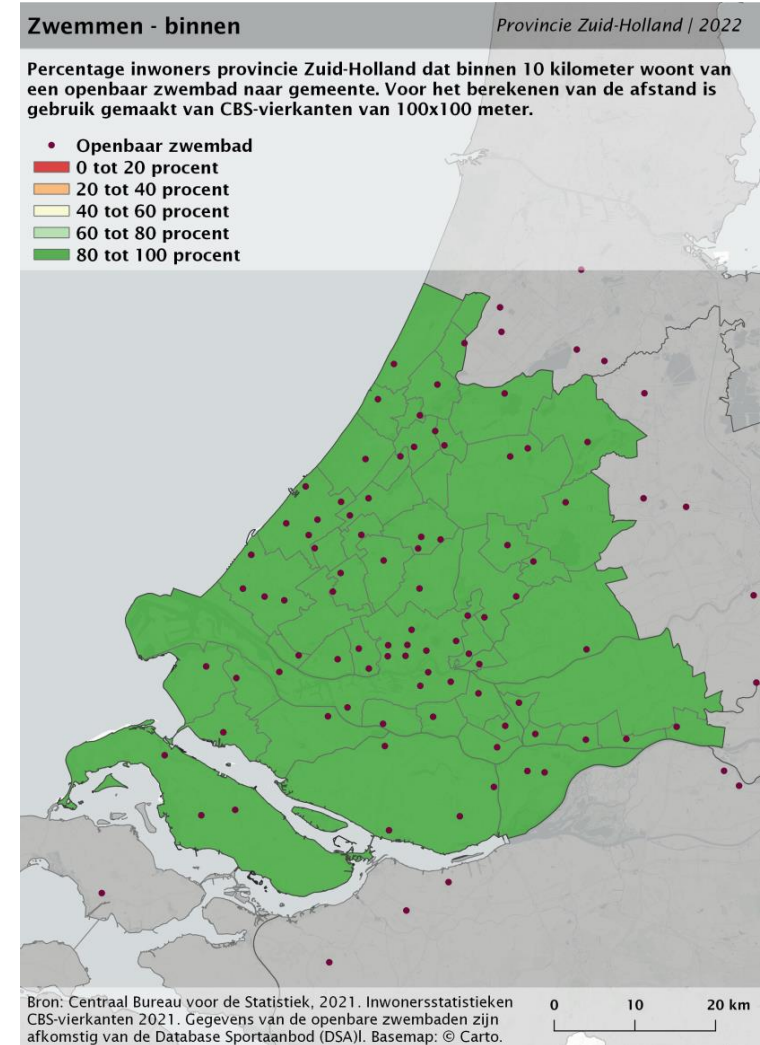 Zwemmen - binnen
Provincie Zuid-Holland | 2022
Percentage inwoners provincie Zuid-Holland dat binnen 10 kilometer woont van
een openbaar zwembad naar gemeente. Voor het berekenen van de afstand is
gebruik gemaakt van CBS-vierkanten van 100x100 meter.
Openbaar zwembad
0 tot 20 procent
20 tot 40 procent
40 tot 60 procent
60 tot 80 procent
80 tot 100 procent
Bron: Centraal Bureau voor de Statistiek, 2021. Inwonersstatistieken
CBS-vierkanten 2021. Gegevens van de openbare zwembaden zijn
afkomstig van de Database Sportaanbod (DSA)l. Basemap: © Carto.
0 10 20 km